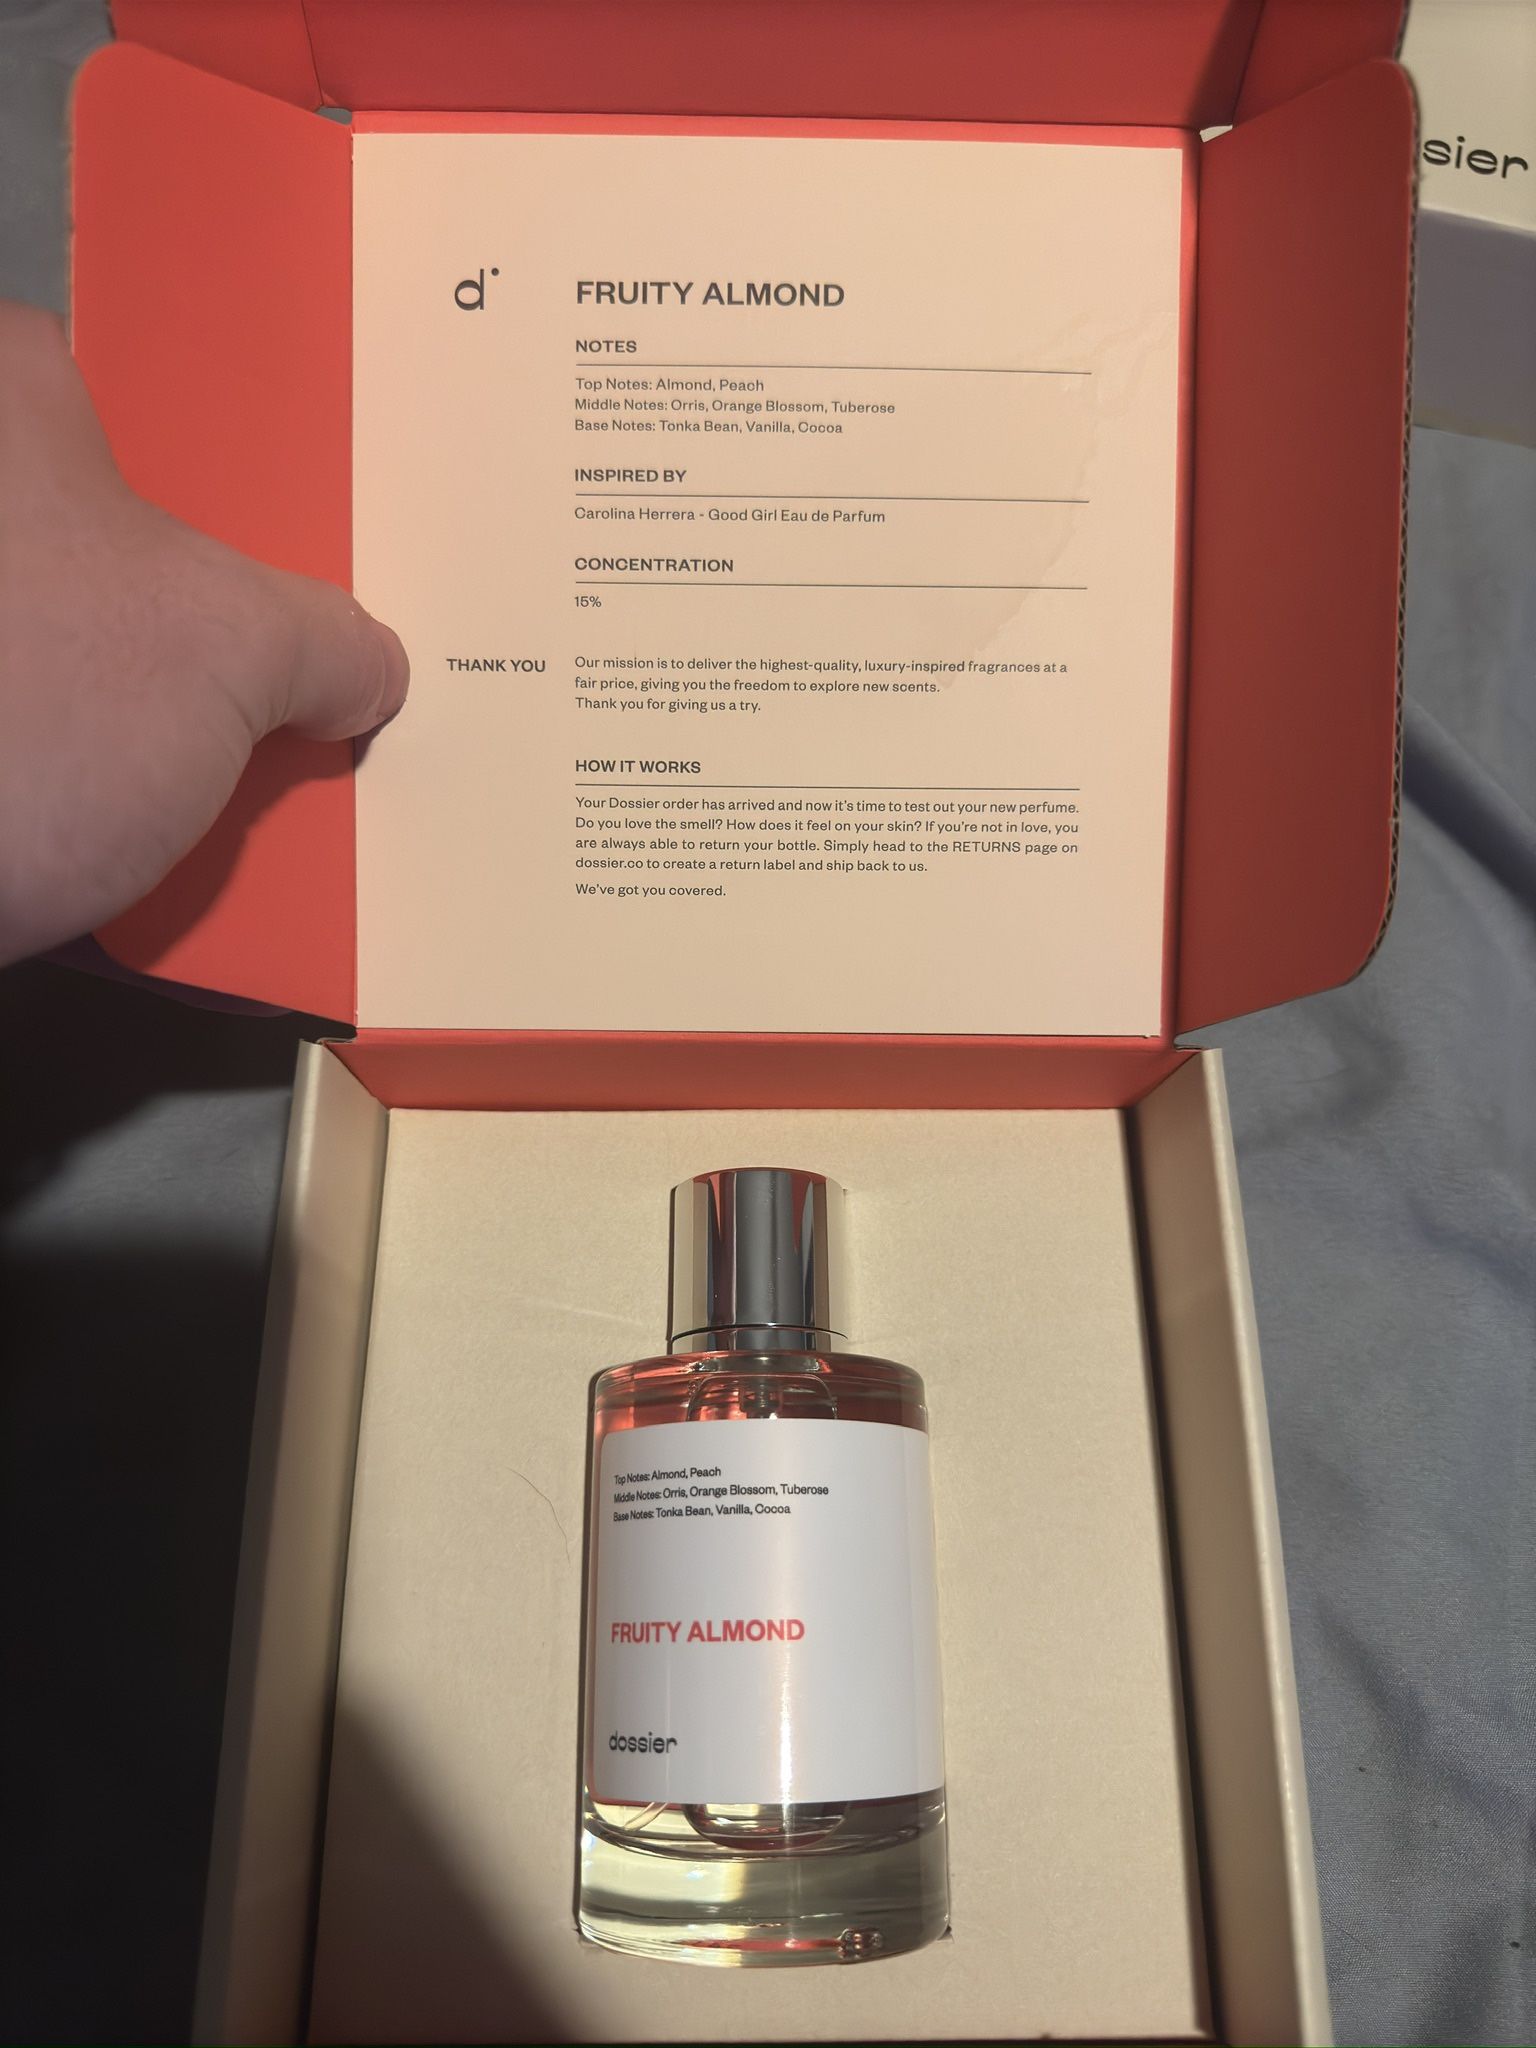 sier
d
FRUITY ALMOND
NOTES
Top Notes: Almond, Peach
Middle Notes: Orris, Orange Blossom, Tuberose
Base Notes: Tonka Bean, Vanilla, Cocoa
INSPIRED BY
Carolina Herrera - Good Girl Eau de Parfum
CONCENTRATION
15%
THANK YOU
Our mission is to deliver the highest-quality, luxury-inspired fragrances at a
fair price, giving you the freedom to explore new scents.
Thank you for giving us a try.
HOW IT WORKS
Your Dossier order has arrived and now it's time to test out your new perfume.
Do you love the smell? How does it feel on your skin? If you're not in love, you
are always able to return your bottle. Simply head to the RETURNS page on
dossier.co to create a return label and ship back to us.
We've got you covered.
Top Notes: Almond, Peach
Middle Notes: Orris, Orange Blossom, Tuberose
Base Notes: Tonka Bean, Vanilla, Cocoa
FRUITY ALMOND
dossier